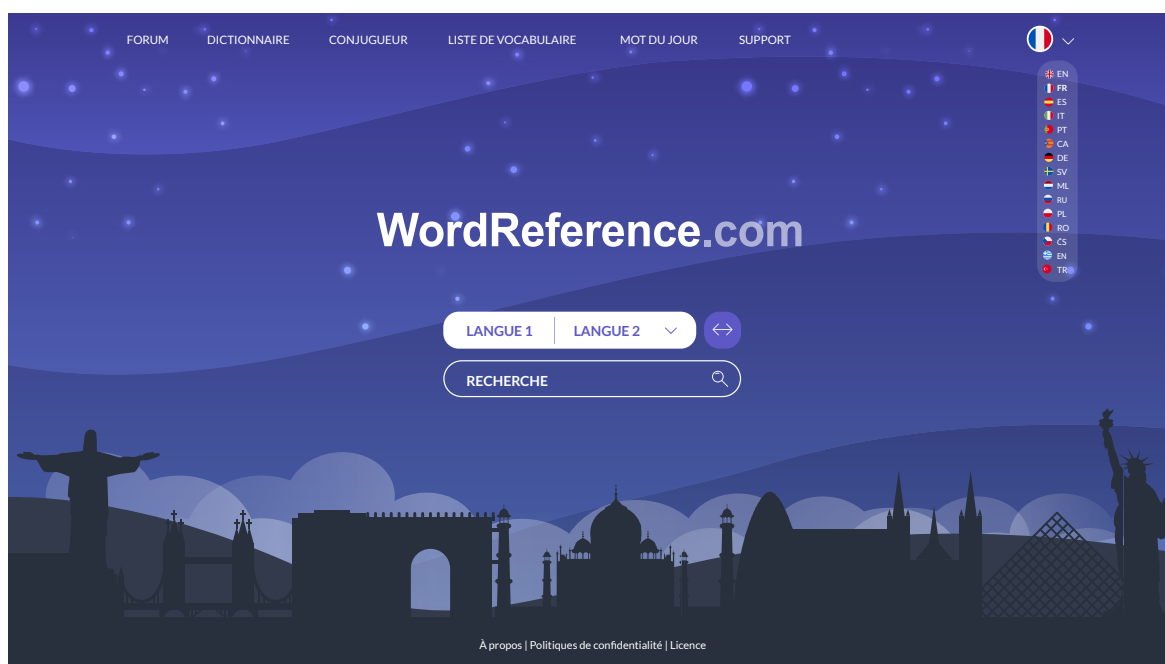 FORUM DICTIONNAIRE CONJUGUEUR LISTE DE VOCABULAIRE MOT DU JOUR SUPPORT
EN
FR
ES
IT
PT
CA
DE
SV
ML
RU
PL
RO
ČS
EN
TR
WordReference.com
LANGUE 1 LANGUE 2
RECHERCHE
À propos | Politiques de confidentialité | Licence